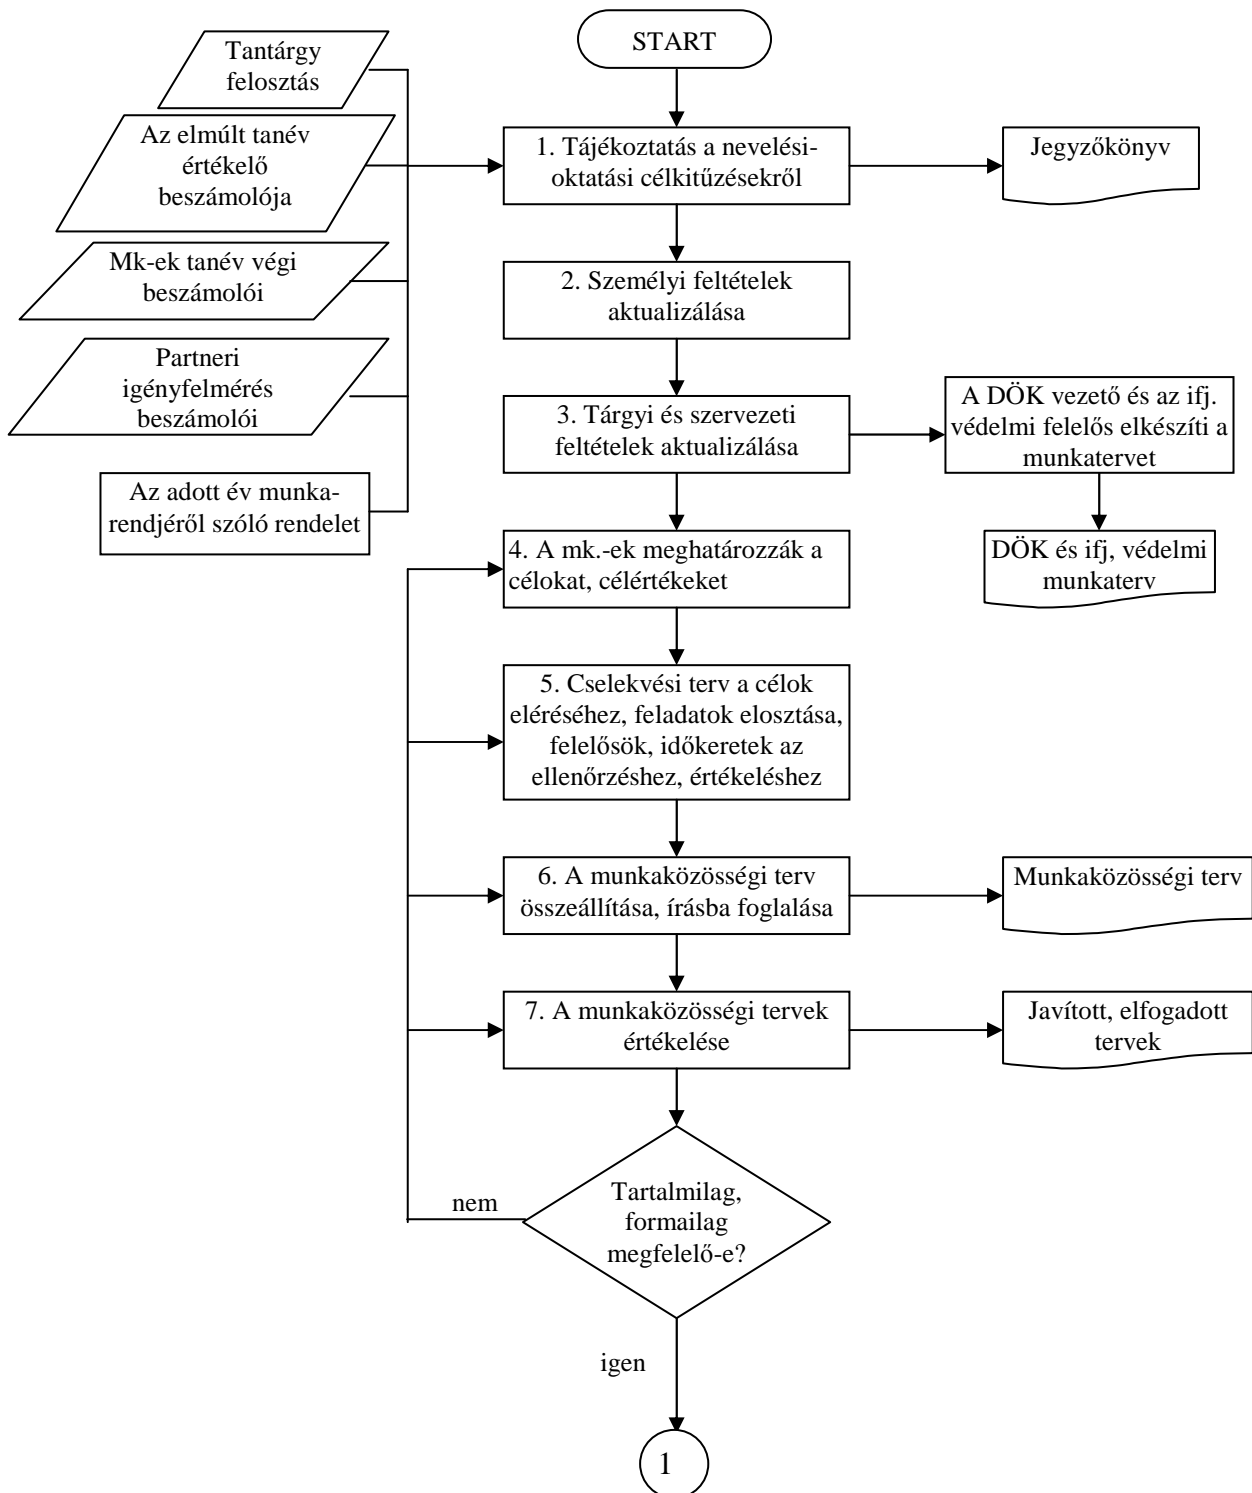 START
Tantárgy
felosztás
Az elmúlt tanév
értékelő
beszámolója
Mk-ek tanév végi
beszámolói
Partneri
igényfelmérés
beszámolói
Az adott év munka-
rendjéről szóló rendelet
1. Tájékoztatás a nevelési-
oktatási célkitűzésekről
Jegyzőkönyv
2. Személyi feltételek
aktualizálása
3. Tárgyi és szervezeti
feltételek aktualizálása
A DÖK vezető és az ifj.
védelmi felelős elkészíti a
munkatervet
DÖK és ifj, védelmi
munkaterv
4. A mk.-ek meghatározzák a
célokat, célértékeket
5. Cselekvési terv a célok
eléréséhez, feladatok elosztása,
felelősök, időkeretek az
ellenőrzéshez, értékeléshez
6. A munkaközösségi terv
összeállítása, írásba foglalása
Munkaközösségi terv
7. A munkaközösségi tervek
értékelése
Javított, elfogadott
tervek
nem
Tartalmilag,
formailag
megfelelő-e?
igen
1